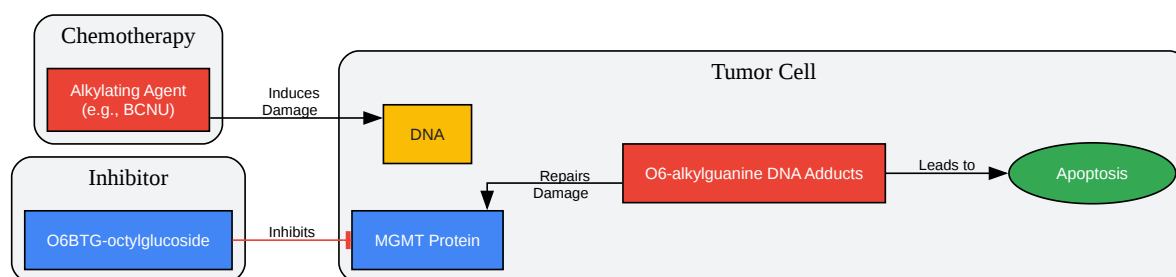 Chemotherapy
Alkylating Agent
(e.g., BCNU)
Induces
Damage
Tumor Cell
DNA
Inhibitor
O6BTG-octylglucoside
Inhibits
MGMT Protein
Repairs
Damage
O6-alkylguanine DNA Adducts
Leads to
Apoptosis